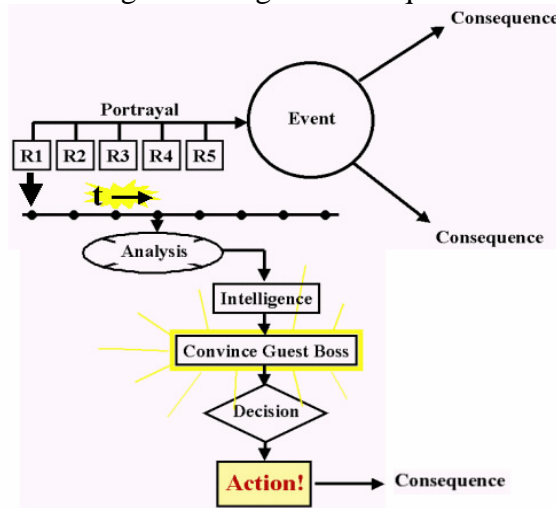 Consequence
Portrayal
Event
R1 R2 R3 R4 R5
t
Consequence
Analysis
Intelligence
Convince Guest Boss
Decision
Action!
Consequence